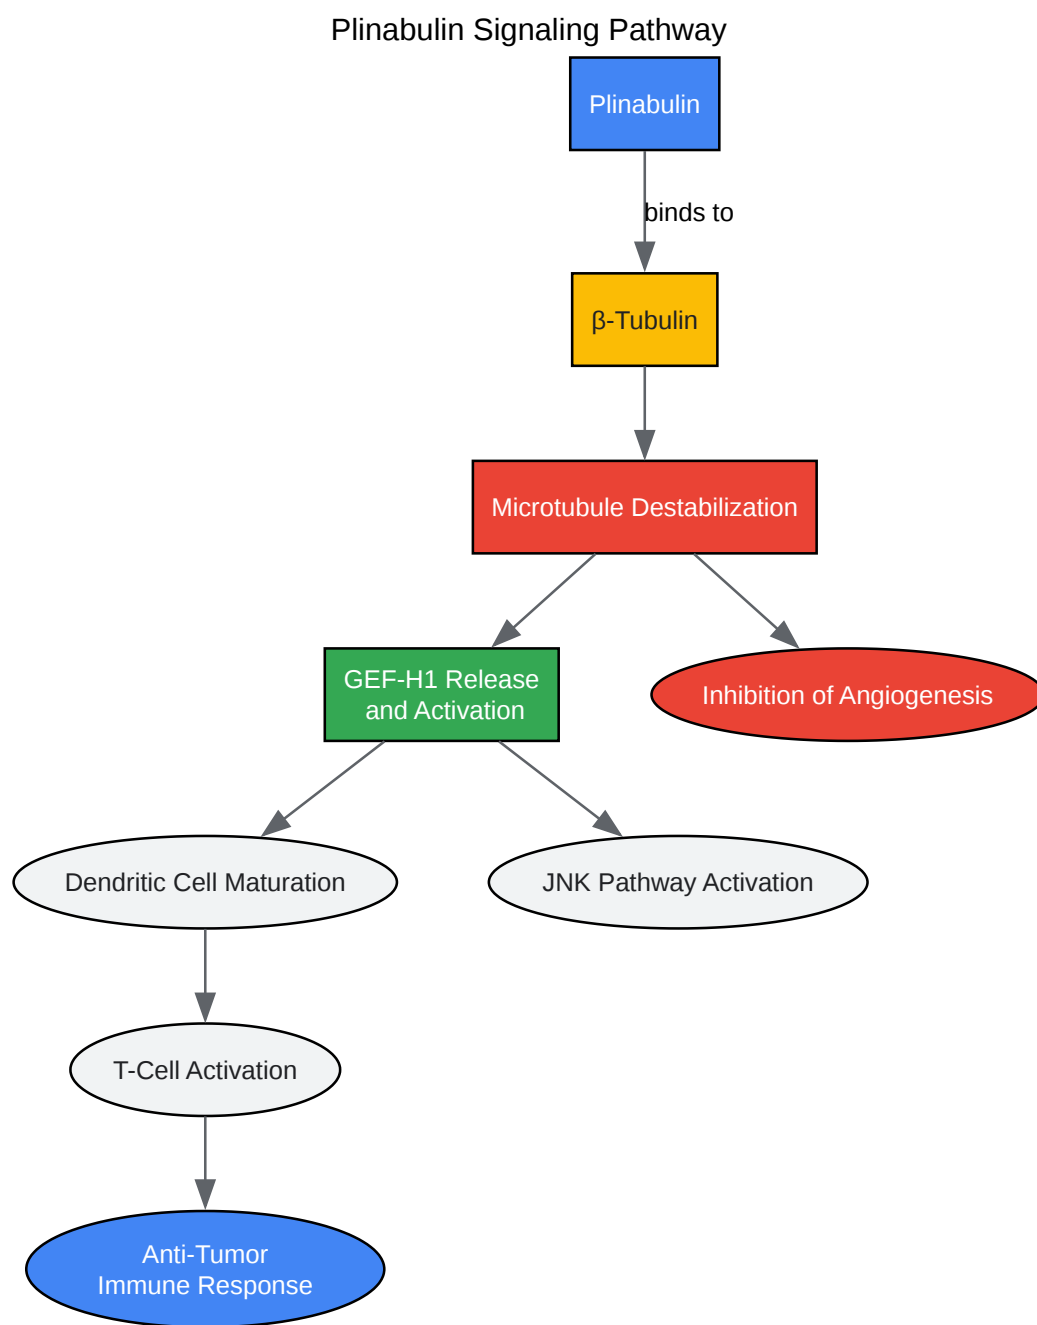 Plinabulin Signaling Pathway
Plinabulin
binds to
β-Tubulin
Microtubule Destabilization
GEF-H1 Release
and Activation
Inhibition of Angiogenesis
Dendritic Cell Maturation
JNK Pathway Activation
T-Cell Activation
Anti-Tumor
Immune Response